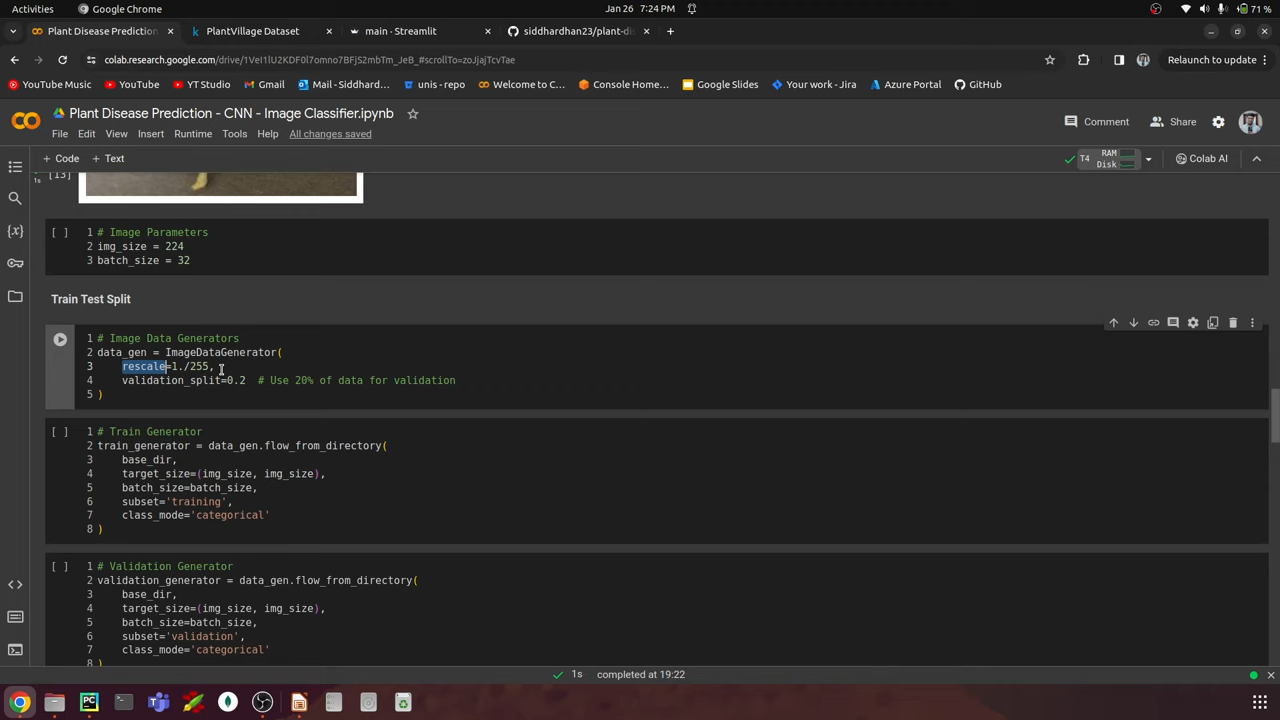 Activities
Google Chrome
Jan 26 7:24 PM
71 %
Plant Disease Prediction
PlantVillage Dataset
main · Streamlit
siddhardhan23/plant-di
colab.research.google.com/drive/1VeI1lU2KDF0l7omno7BFjS2mbTm_JeB_#scrollTo=zoJjajTcvTae
Relaunch to update
YouTube Music
YouTube
YT Studio
Gmail
Mail - Siddhard...
unis - repo
Welcome to C...
Console Home...
Google Slides
Your work - Jira
Azure Portal
GitHub
Plant Disease Prediction - CNN - Image Classifier.ipynb
File Edit View Insert Runtime Tools Help All changes saved
Comment
Share
+ Code + Text
T4
RAM
Disk
Colab AI
1s
[13]
[ ]
1 # Image Parameters
2 img_size = 224
3 batch_size = 32
Train Test Split
1 # Image Data Generators
2 data_gen = ImageDataGenerator(
3 rescale=1./255,
4 validation_split=0.2 # Use 20% of data for validation
5 )
[ ]
1 # Train Generator
2 train_generator = data_gen.flow_from_directory(
3 base_dir,
4 target_size=(img_size, img_size),
5 batch_size=batch_size,
6 subset='training',
7 class_mode='categorical'
8 )
[ ]
1 # Validation Generator
2 validation_generator = data_gen.flow_from_directory(
3 base_dir,
4 target_size=(img_size, img_size),
5 batch_size=batch_size,
6 subset='validation',
7 class_mode='categorical'
8 )
1s completed at 19:22